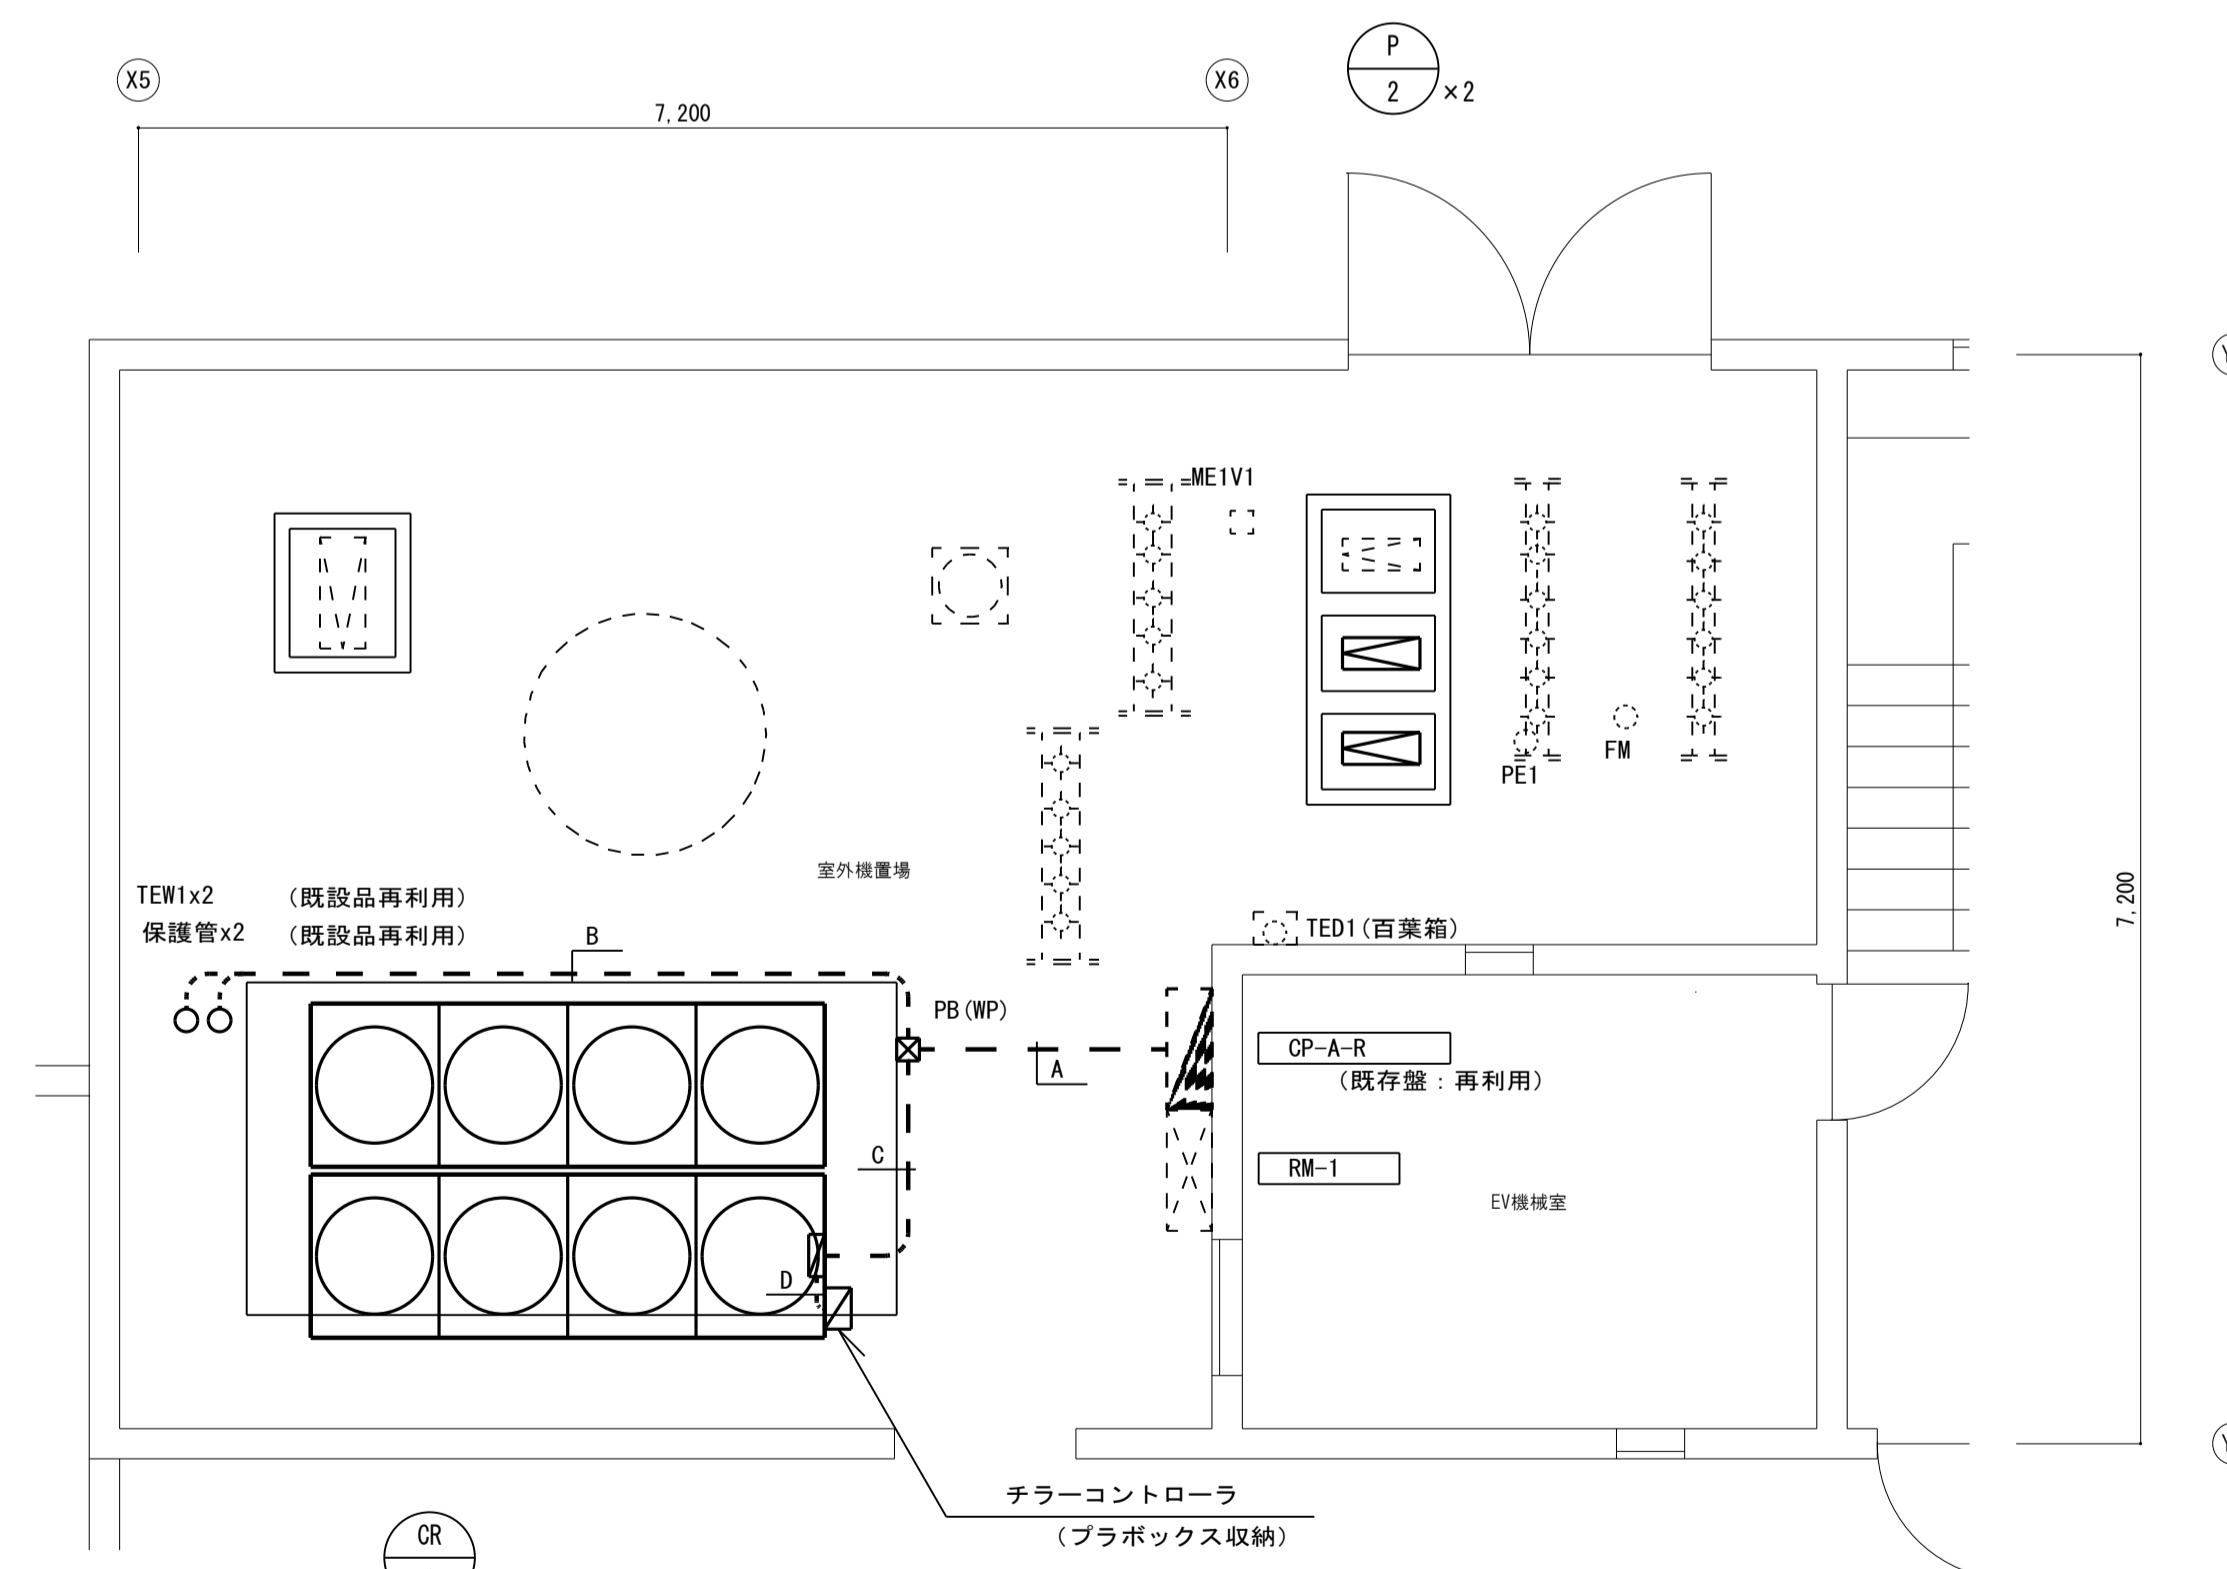 P
X5
X6
2
×2
7,200
ME1V1
FM
PE1
室外機置場
7,200
TEW1x2 (既設品再利用)
保護管x2 (既設品再利用)
B
TED1(百葉箱)
PB(WP)
CP-A-R
A
(既存盤：再利用)
C
RM-1
EV機械室
D
チラーコントローラ
(プラボックス収納)
CR